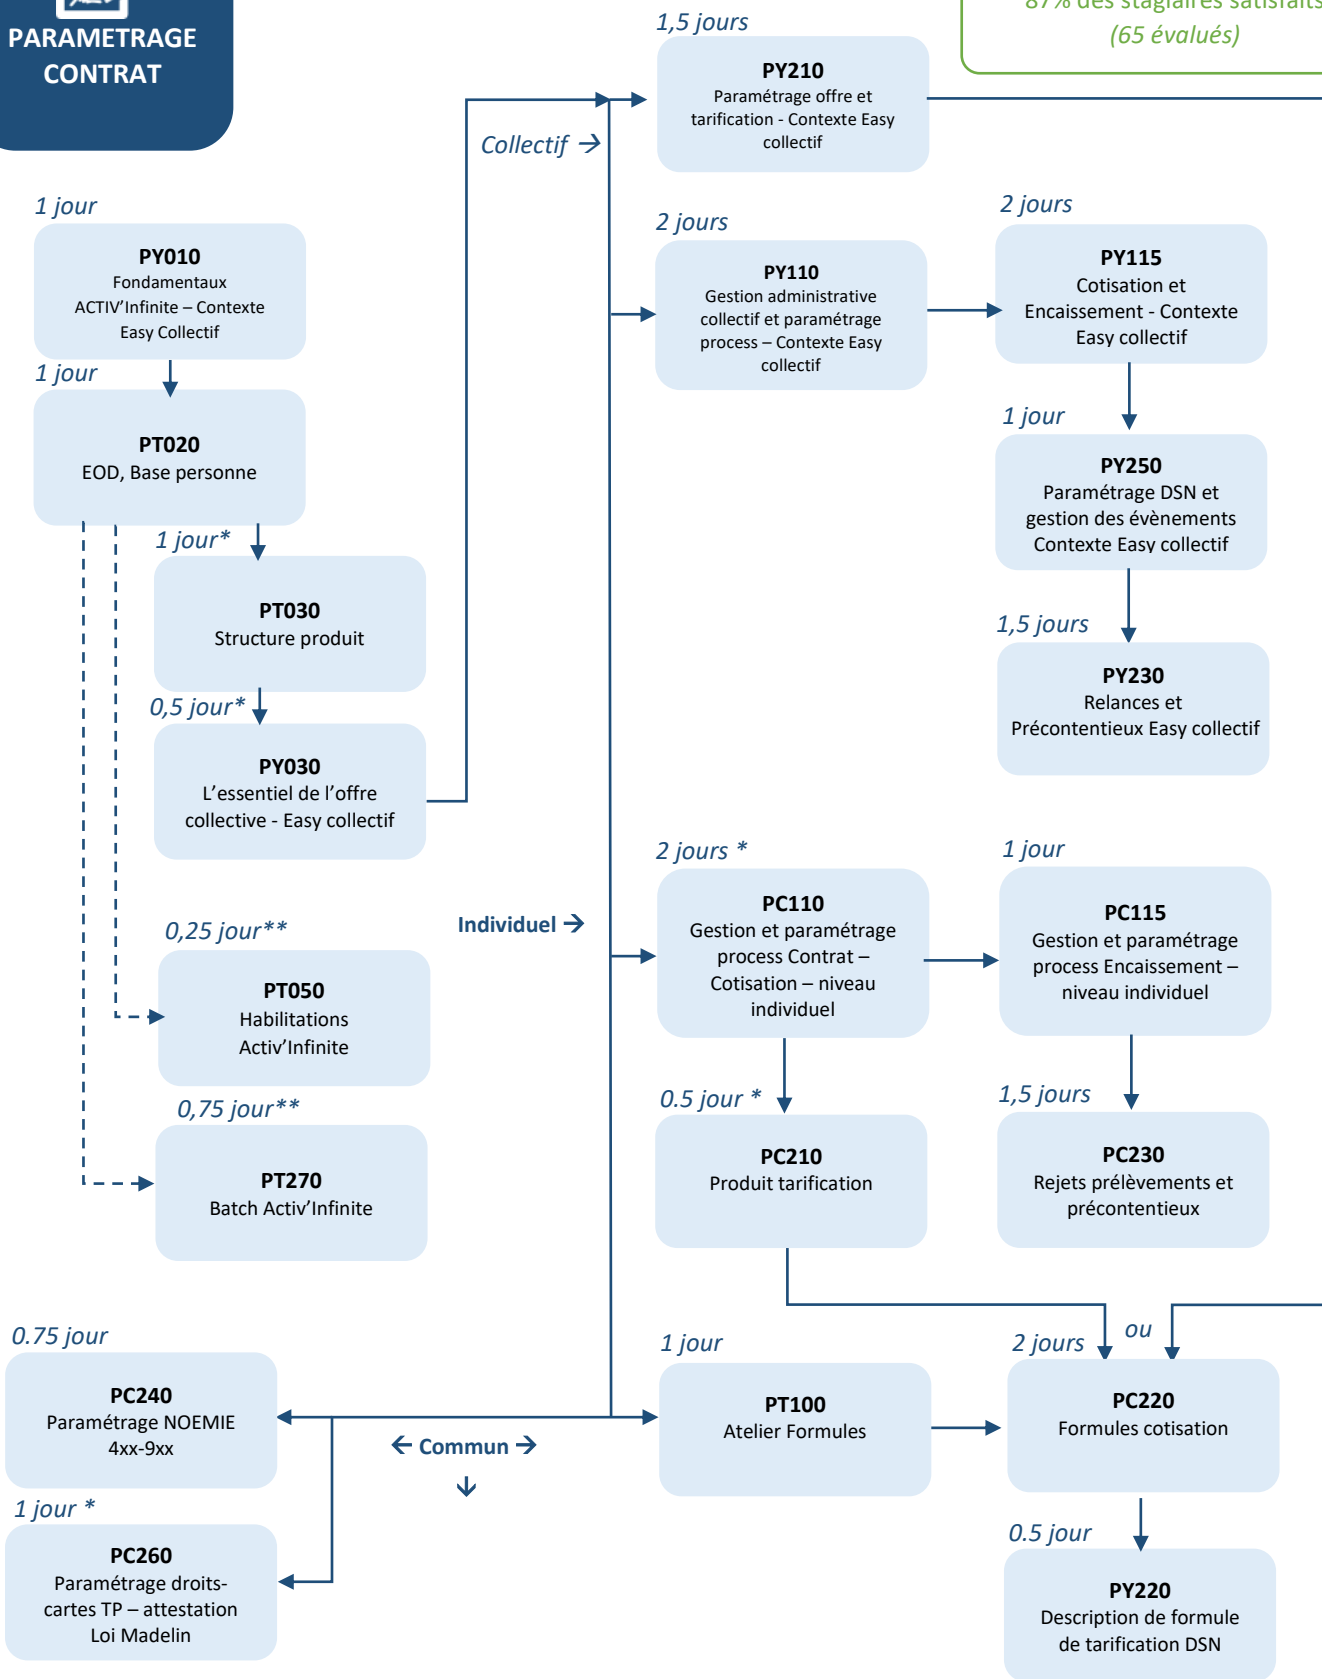 PARAMETRAGE
CONTRAT
87% des stagiaires satisfaits
(65 évalués)
1,5 jours
PY210
Paramétrage offre et
tarification - Contexte Easy
collectif
Collectif →
1 jour
PY010
Fondamentaux
ACTIV’Infinite – Contexte
Easy Collectif
2 jours
PY110
Gestion administrative
collectif et paramétrage
process – Contexte Easy
collectif
2 jours
PY115
Cotisation et
Encaissement - Contexte
Easy collectif
1 jour
PT020
EOD, Base personne
1 jour
PY250
Paramétrage DSN et
gestion des évènements
Contexte Easy collectif
1 jour*
PT030
Structure produit
1,5 jours
PY230
Relances et
Précontentieux Easy collectif
0,5 jour*
PY030
L’essentiel de l’offre
collective - Easy collectif
Individuel →
2 jours *
PC110
Gestion et paramétrage
process Contrat –
Cotisation – niveau
individuel
1 jour
PC115
Gestion et paramétrage
process Encaissement –
niveau individuel
0,25 jour**
PT050
Habilitations
Activ’Infinite
0,75 jour**
PT270
Batch Activ’Infinite
0.5 jour *
PC210
Produit tarification
1,5 jours
PC230
Rejets prélèvements et
précontentieux
0.75 jour
PC240
Paramétrage NOEMIE
4xx-9xx
← Commun →
↓
1 jour
PT100
Atelier Formules
2 jours
ou
PC220
Formules cotisation
1 jour *
PC260
Paramétrage droits-
cartes TP – attestation
Loi Madelin
0.5 jour
PY220
Description de formule
de tarification DSN